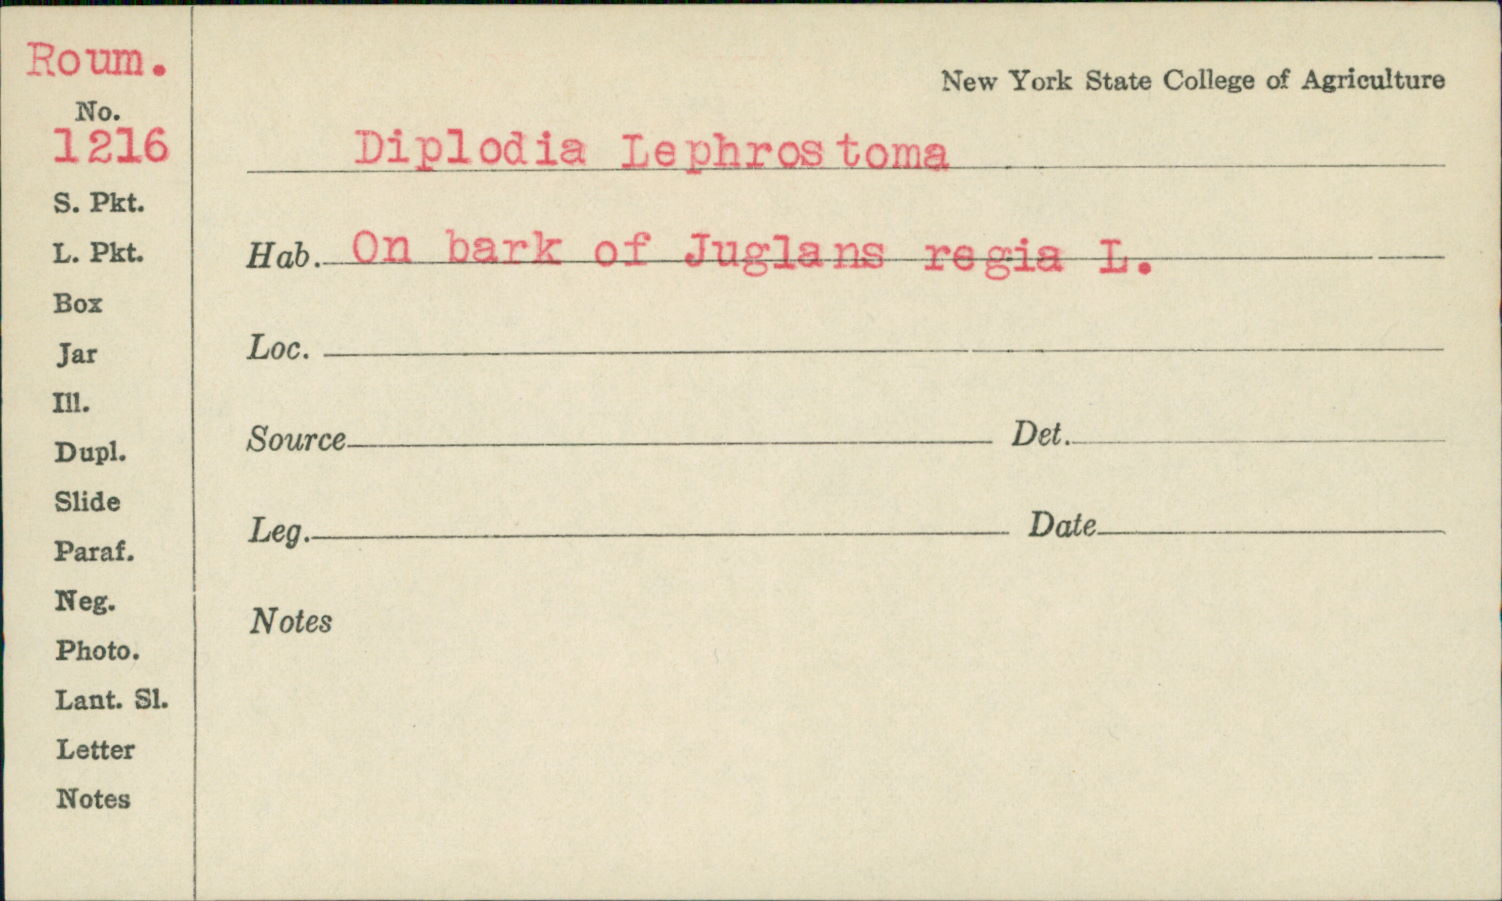 Roum.
New York State College of Agriculture
No.
1216
Diplodia Lephrostoma
S. Pkt.
Hab. On bark of Juglans regia L.
L. Pkt.
Box
Loc.
Jar
Ill.
Source Det.
Dupl.
Slide
Leg. Date
Paraf.
Neg.
Notes
Photo.
Lant. Sl.
Letter
Notes